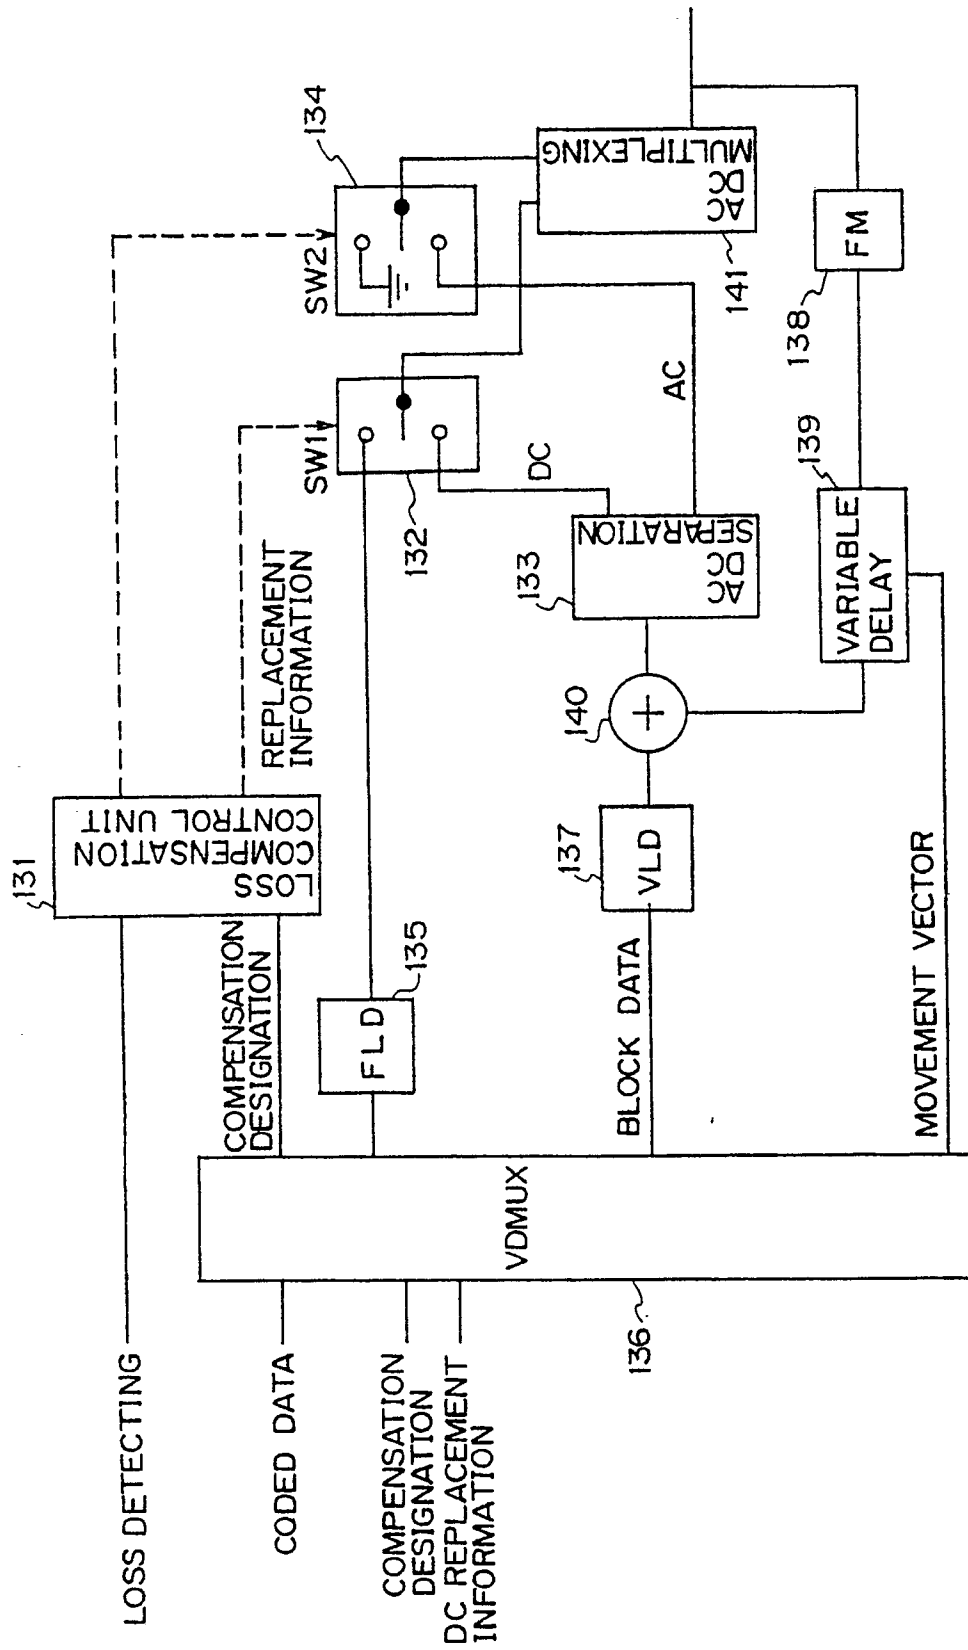 LOSS DETECTING
CODED DATA
COMPENSATION
DESIGNATION
DC REPLACEMENT
INFORMATION
VDMUX
136
COMPENSATION
DESIGNATION
131
LOSS
COMPENSATION
CONTROL UNIT
REPLACEMENT
INFORMATION
FLD
135
BLOCK DATA
VLD
137
140
+
MOVEMENT VECTOR
133
AC
DC
SEPARATION
DC
AC
SW1
132
SW2
134
AC
DC
MULTIPLEXING
141
FM
138
VARIABLE
DELAY
139